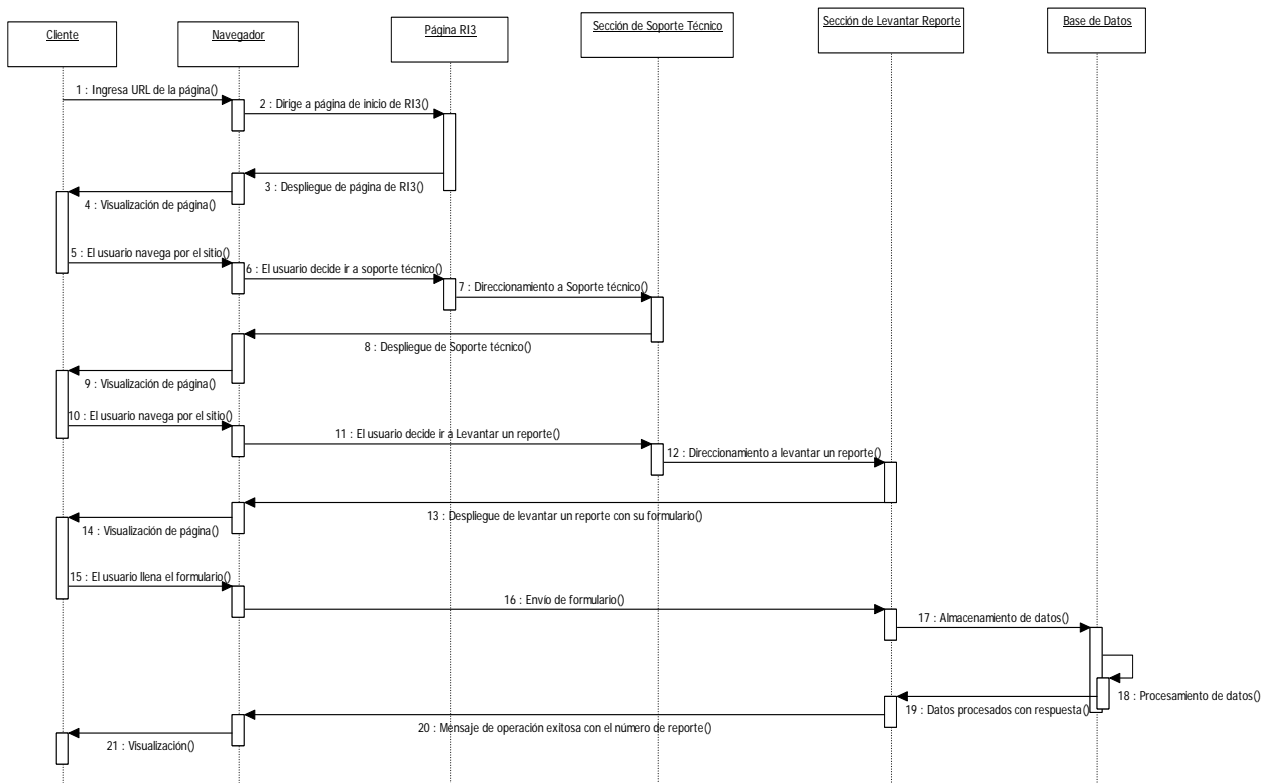 Cliente
Navegador
Página RI3
Sección de Soporte Técnico
Sección de Levantar Reporte
Base de Datos
1 : Ingresa URL de la página()
2 : Dirige a página de inicio de RI3()
3 : Despliegue de página de RI3()
4 : Visualización de página()
5 : El usuario navega por el sitio()
6 : El usuario decide ir a soporte técnico()
7 : Direccionamiento a Soporte técnico()
8 : Despliegue de Soporte técnico()
9 : Visualización de página()
10 : El usuario navega por el sitio()
11 : El usuario decide ir a Levantar un reporte()
12 : Direccionamiento a levantar un reporte()
13 : Despliegue de levantar un reporte con su formulario()
14 : Visualización de página()
15 : El usuario llena el formulario()
16 : Envío de formulario()
17 : Almacenamiento de datos()
18 : Procesamiento de datos()
19 : Datos procesados con respuesta()
20 : Mensaje de operación exitosa con el número de reporte()
21 : Visualización()